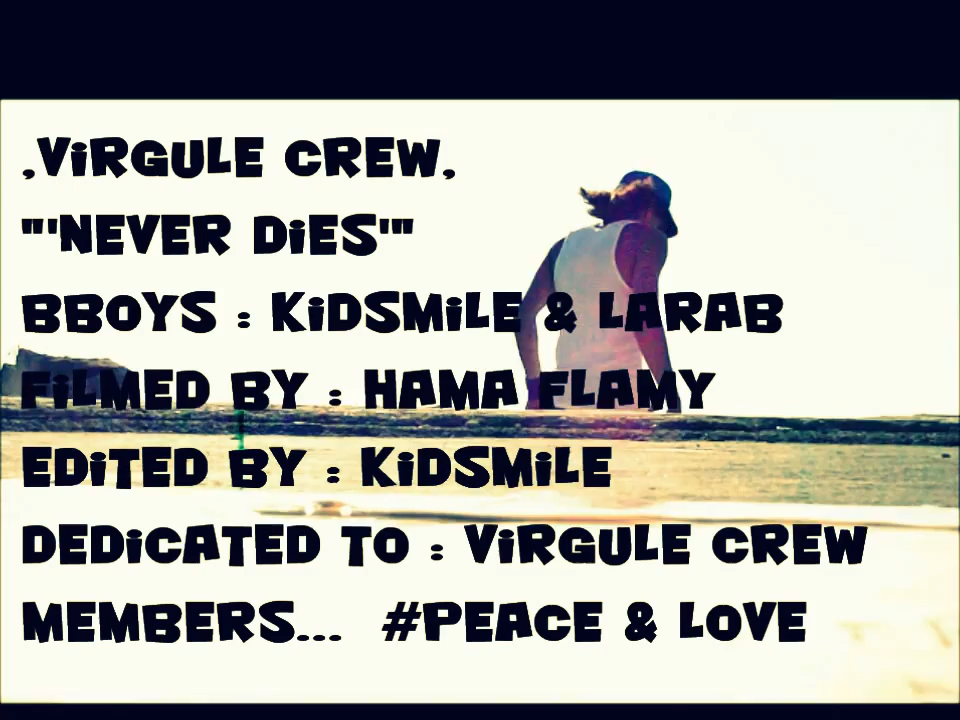 ,ViRGULE CREW,
"'NEVER DiES'"
BBOYS : KiDSMiLE & LARAB
FiLMED BY : HAMA FLAMY
EDiTED BY : KiDSMiLE
DEDiCATED TO : ViRGULE CREW
MEMBERS... #PEACE & LOVE